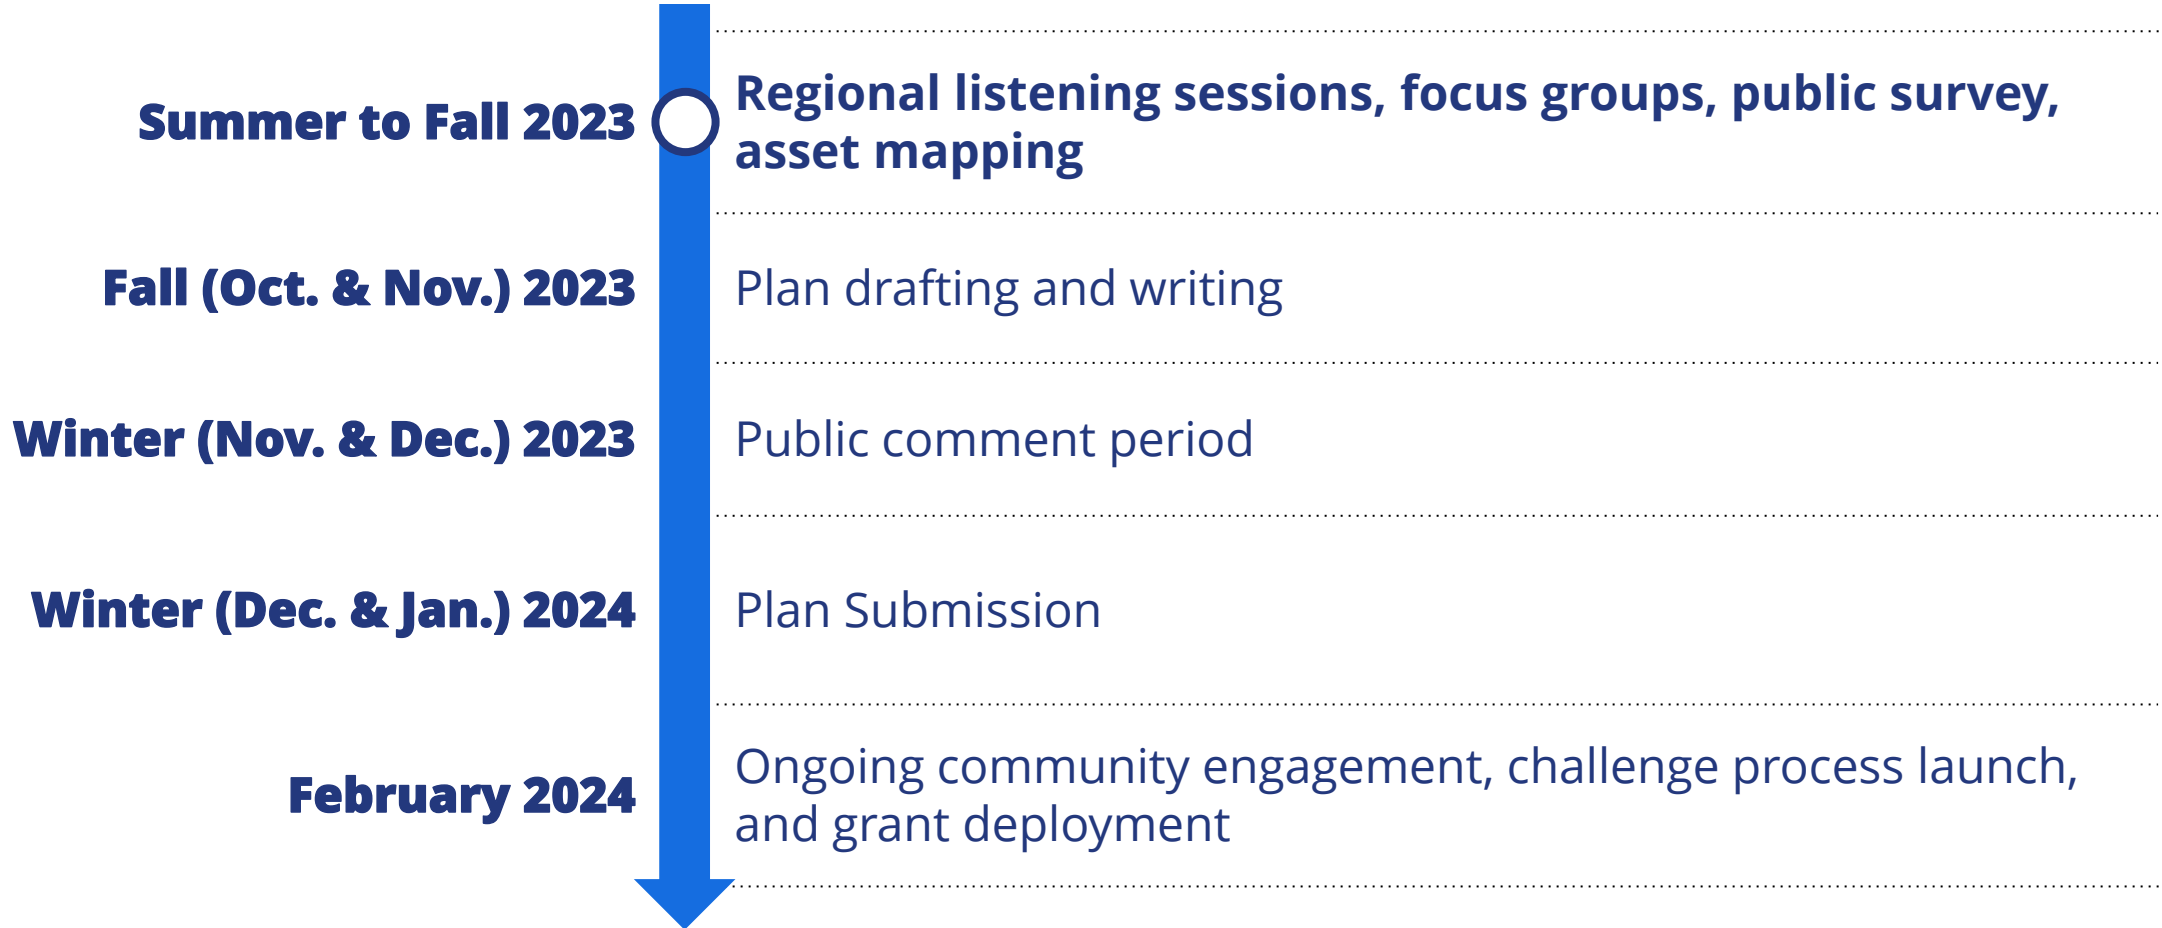 Summer to Fall 2023
Regional listening sessions, focus groups, public survey,
asset mapping
Fall (Oct. & Nov.) 2023
Plan drafting and writing
Winter (Nov. & Dec.) 2023
Public comment period
Winter (Dec. & Jan.) 2024
Plan Submission
February 2024
Ongoing community engagement, challenge process launch,
and grant deployment